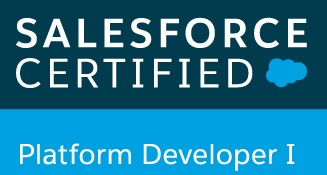 SALESFORCE
CERTIFIED
Platform Developer I